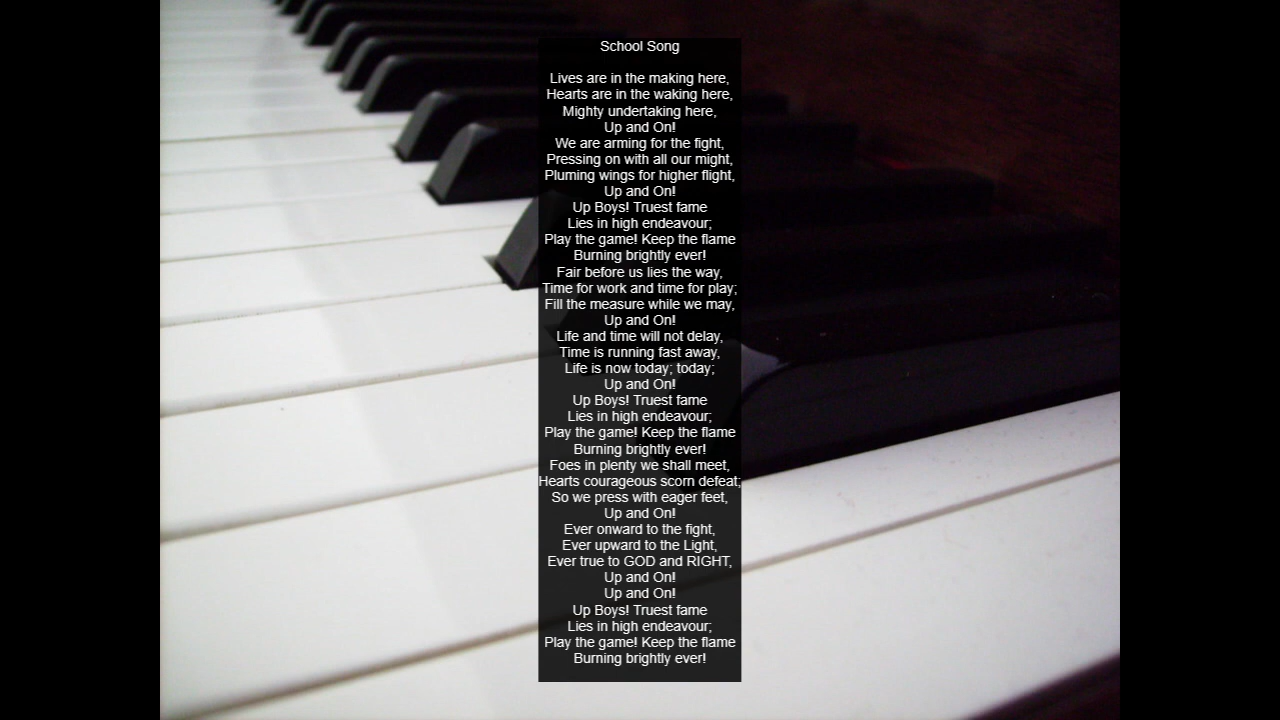 School Song
Lives are in the making here,
Hearts are in the waking here,
Mighty undertaking here,
Up and On!
We are arming for the fight,
Pressing on with all our might,
Pluming wings for higher flight,
Up and On!
Up Boys! Truest fame
Lies in high endeavour;
Play the game! Keep the flame
Burning brightly ever!
Fair before us lies the way,
Time for work and time for play;
Fill the measure while we may,
Up and On!
Life and time will not delay,
Time is running fast away,
Life is now today; today;
Up and On!
Up Boys! Truest fame
Lies in high endeavour;
Play the game! Keep the flame
Burning brightly ever!
Foes in plenty we shall meet,
Hearts courageous scorn defeat;
So we press with eager feet,
Up and On!
Ever onward to the fight,
Ever upward to the Light,
Ever true to GOD and RIGHT,
Up and On!
Up and On!
Up Boys! Truest fame
Lies in high endeavour;
Play the game! Keep the flame
Burning brightly ever!